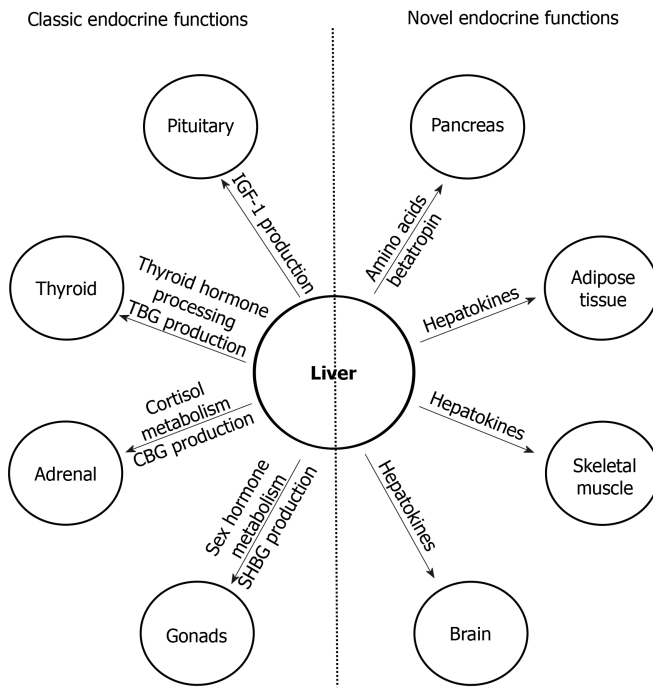 Classic endocrine functions
Novel endocrine functions
Pituitary
Pancreas
IGF-1 production
Amino acids
betatropin
Thyroid
Thyroid hormone
processing
TBG production
Adipose
tissue
Hepatokines
Liver
Adrenal
Cortisol
metabolism
CBG production
Hepatokines
Skeletal
muscle
Sex hormone
metabolism
SHBG production
Hepatokines
Gonads
Brain